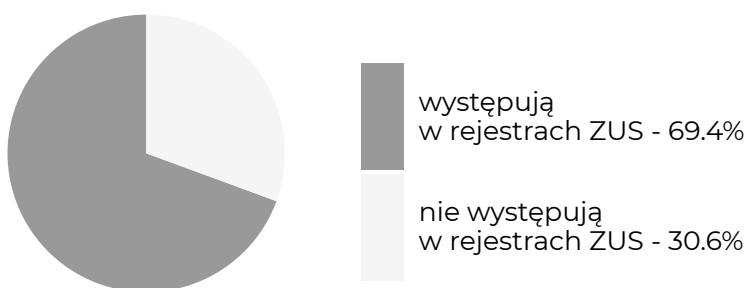 występują
w rejestrach ZUS - 69.4%
nie występują
w rejestrach ZUS - 30.6%